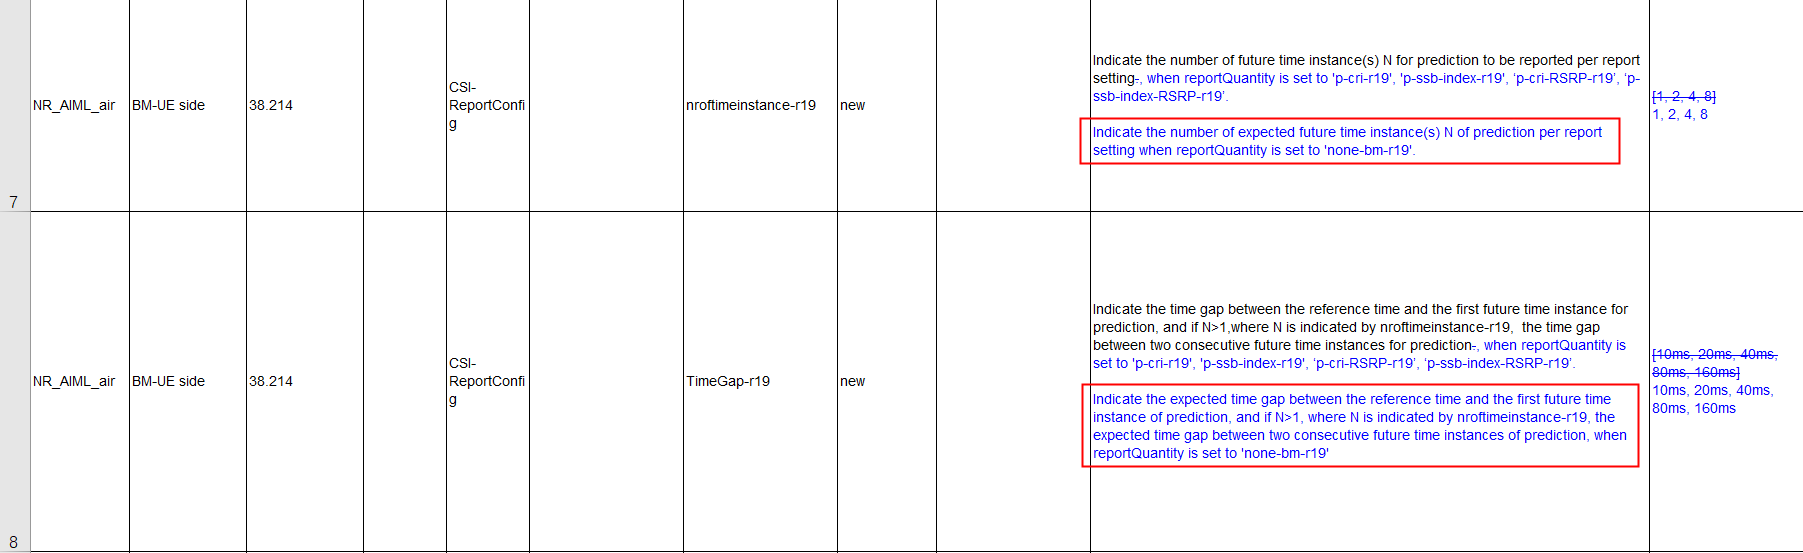 NR_AIML_air
BM-UE side
38.214
CSI-
ReportConfi
g
nroftimeinstance-r19
new
Indicate the number of future time instance(s) N for prediction to be reported per report
setting., when reportQuantity is set to 'p-cri-r19', 'p-ssb-index-r19', ‘p-cri-RSRP-r19’, ‘p-
ssb-index-RSRP-r19’.
Indicate the number of expected future time instance(s) N of prediction per report
setting when reportQuantity is set to 'none-bm-r19'.
[1, 2, 4, 8]
1, 2, 4, 8
7
NR_AIML_air
BM-UE side
38.214
CSI-
ReportConfi
g
TimeGap-r19
new
Indicate the time gap between the reference time and the first future time instance for
prediction, and if N>1,where N is indicated by nroftimeinstance-r19,  the time gap
between two consecutive future time instances for prediction., when reportQuantity is
set to 'p-cri-r19', 'p-ssb-index-r19', ‘p-cri-RSRP-r19’, ‘p-ssb-index-RSRP-r19’.
Indicate the expected time gap between the reference time and the first future time
instance of prediction, and if N>1, where N is indicated by nroftimeinstance-r19, the
expected time gap between two consecutive future time instances of prediction, when
reportQuantity is set to 'none-bm-r19'
[10ms, 20ms, 40ms,
80ms, 160ms]
10ms, 20ms, 40ms,
80ms, 160ms
8